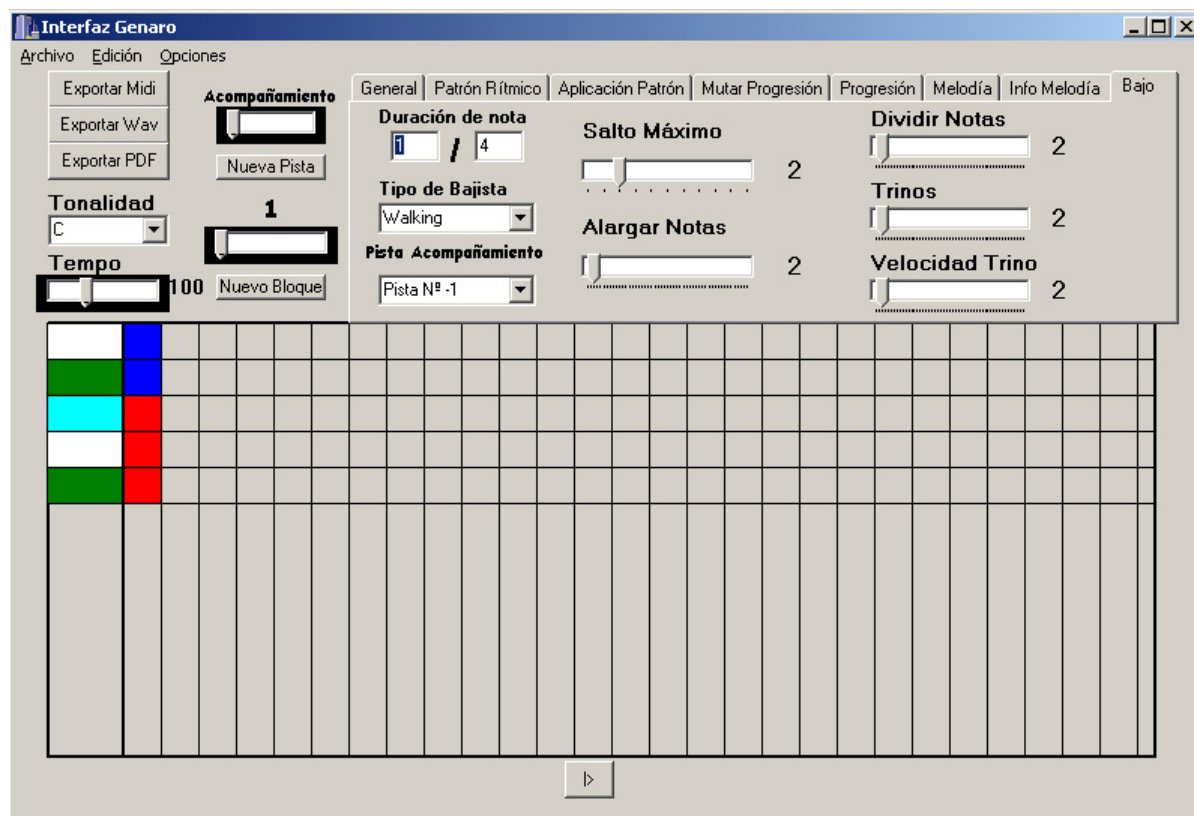 Interfaz Genaro
Archivo Edición Opciones
Exportar Midi
Exportar Wav
Exportar PDF
Tonalidad
C
Tempo
100
Acompañamiento
Nueva Pista
1
Nuevo Bloque
General Patrón Rítmico Aplicación Patrón Mutar Progresión Progresión Melodía Info Melodía Bajo
Duración de nota
1 / 4
Tipo de Bajista
Walking
Pista Acompañamiento
Pista Nº -1
Salto Máximo
2
Alargar Notas
2
Dividir Notas
2
Trinos
2
Velocidad Trino
2
|>